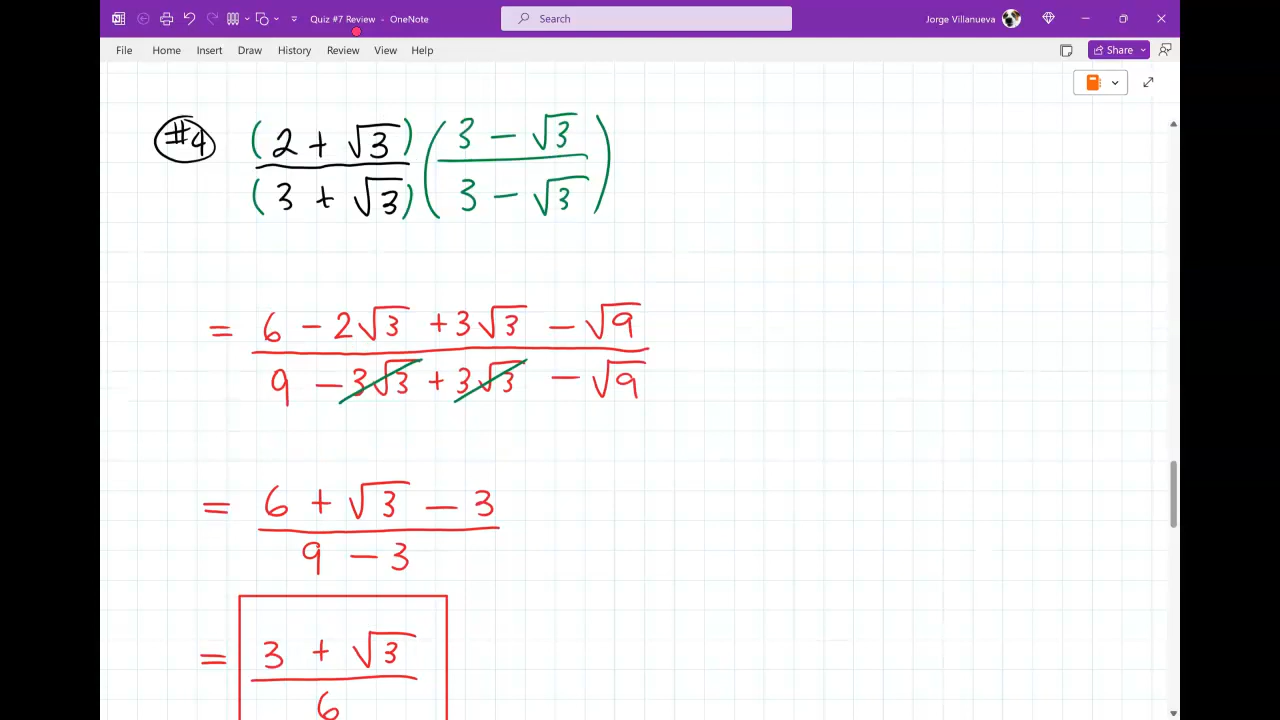 Quiz #7 Review - OneNote
Search
Jorge Villanueva
File Home Insert Draw History Review View Help
Share
#4 (2 + √3) (3 - √3
(3 + √3) 3 - √3)
= 6 - 2√3 + 3√3 - √9
9 - 3√3 + 3√3 - √9
= 6 + √3 - 3
9 - 3
= 3 + √3
6